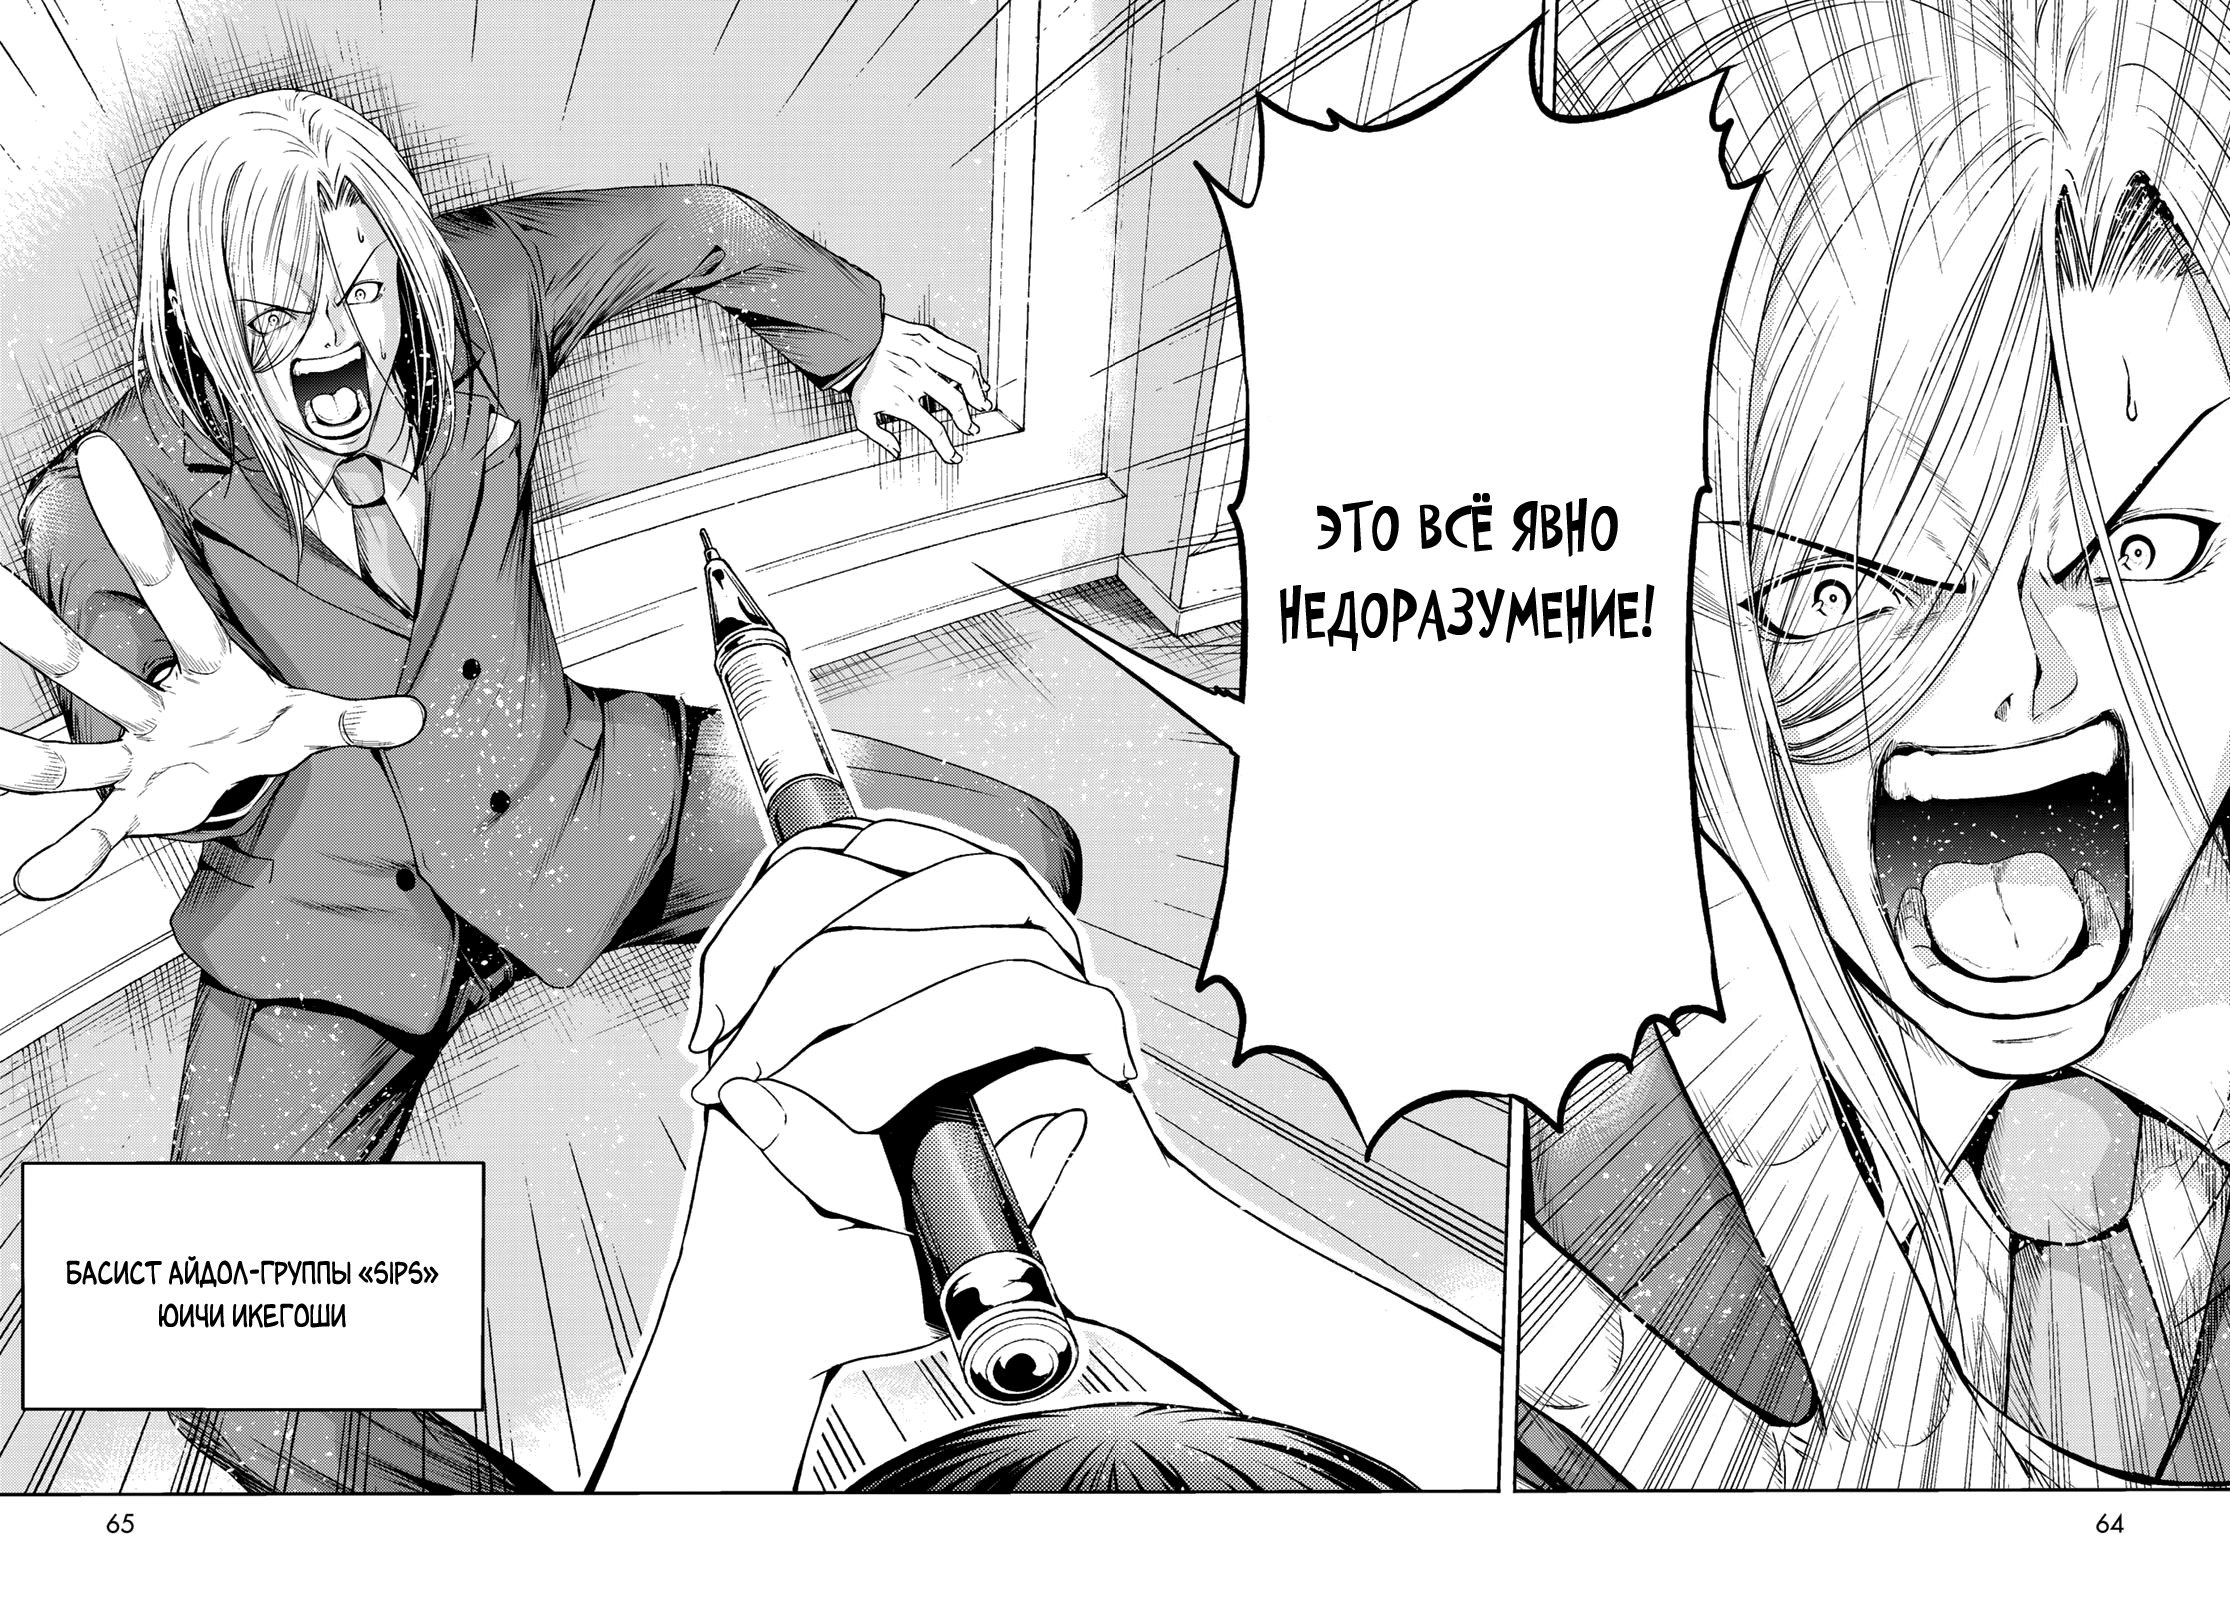 ЭТО ВСЁ ЯВНО
НЕДОРАЗУМЕНИЕ!
БАСИСТ АЙДОЛ-ГРУППЫ «SIPS»
ЮИЧИ ИКЕГОШИ
65
64